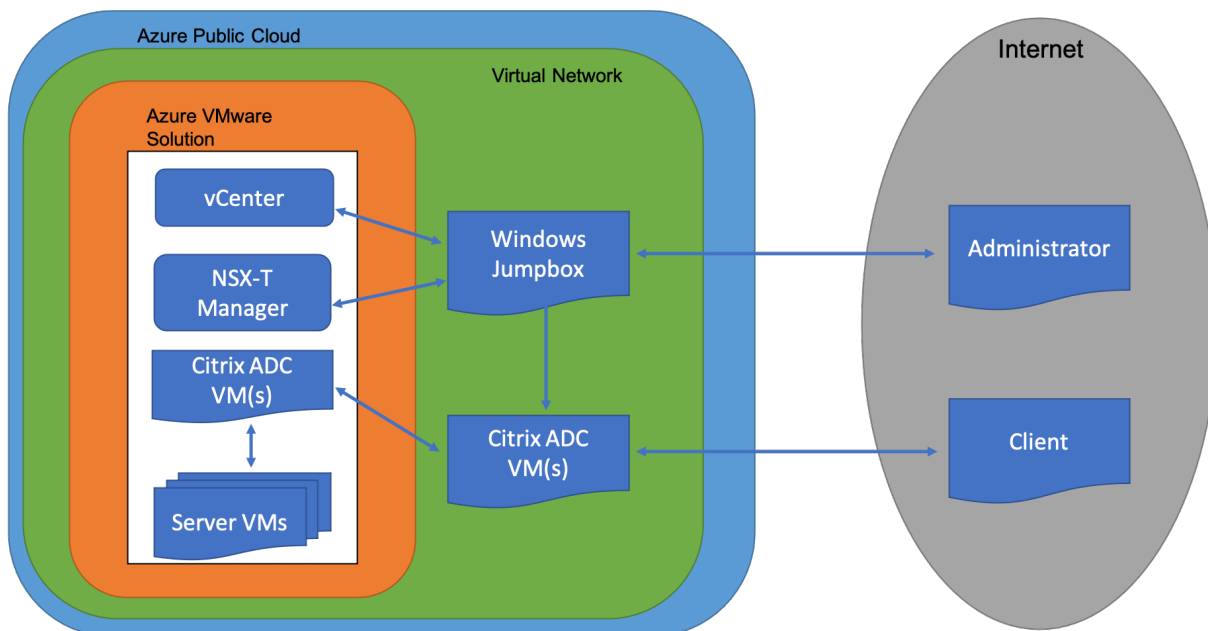 Azure Public Cloud
Virtual Network
Internet
Azure VMware
Solution
vCenter
NSX-T
Manager
Citrix ADC
VM(s)
Server VMs
Windows
Jumpbox
Citrix ADC
VM(s)
Administrator
Client